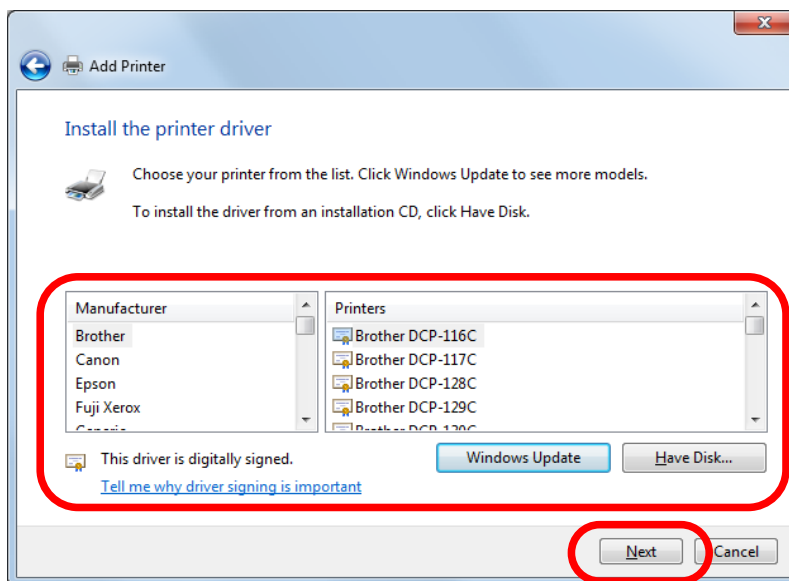 Add Printer
Install the printer driver
Choose your printer from the list. Click Windows Update to see more models.
To install the driver from an installation CD, click Have Disk.
Manufacturer
Brother
Canon
Epson
Fuji Xerox
Printers
Brother DCP-116C
Brother DCP-117C
Brother DCP-128C
Brother DCP-129C
This driver is digitally signed.
Windows Update
Have Disk...
Tell me why driver signing is important
Next
Cancel